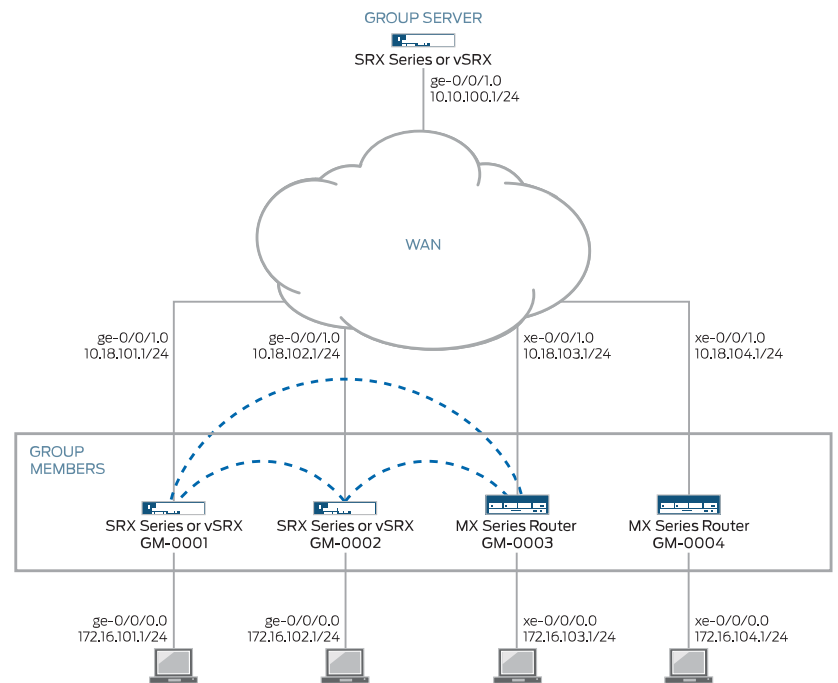 GROUP SERVER
SRX Series or vSRX
ge-0/0/1.0
10.10.100.1/24
WAN
ge-0/0/1.0
10.18.101.1/24
ge-0/0/1.0
10.18.102.1/24
xe-0/0/1.0
10.18.103.1/24
xe-0/0/1.0
10.18.104.1/24
GROUP
MEMBERS
SRX Series or vSRX
GM-0001
SRX Series or vSRX
GM-0002
MX Series Router
GM-0003
MX Series Router
GM-0004
ge-0/0/0.0
172.16.101.1/24
ge-0/0/0.0
172.16.102.1/24
xe-0/0/0.0
172.16.103.1/24
xe-0/0/0.0
172.16.104.1/24